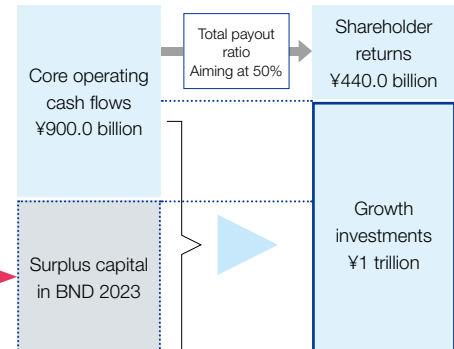 Core operating
cash flows
¥900.0 billion
Total payout
ratio
Aiming at 50%
Shareholder
returns
¥440.0 billion
Surplus capital
in BND 2023
Growth
investments
¥1 trillion